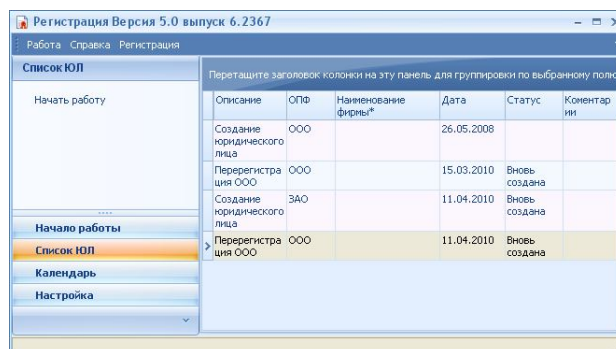 Регистрация Версия 5.0 выпуск 6.2367
Работа Справка Регистрация
Список ЮЛ
Перетащите заголовок колонки на эту панель для группировки по выбранному
Начать работу
Описание ОПФ Наименование фирмы* Дата Статус Коментар
ии
Создание ООО 26.05.2008
юридического
лица
Перерегистра ООО 15.03.2010 Вновь
ция ООО создана
Создание ЗАО 11.04.2010 Вновь
юридического создана
лица
Перерегистра ООО 11.04.2010 Вновь
ция ООО создана
Начало работы
Список ЮЛ
Календарь
Настройка